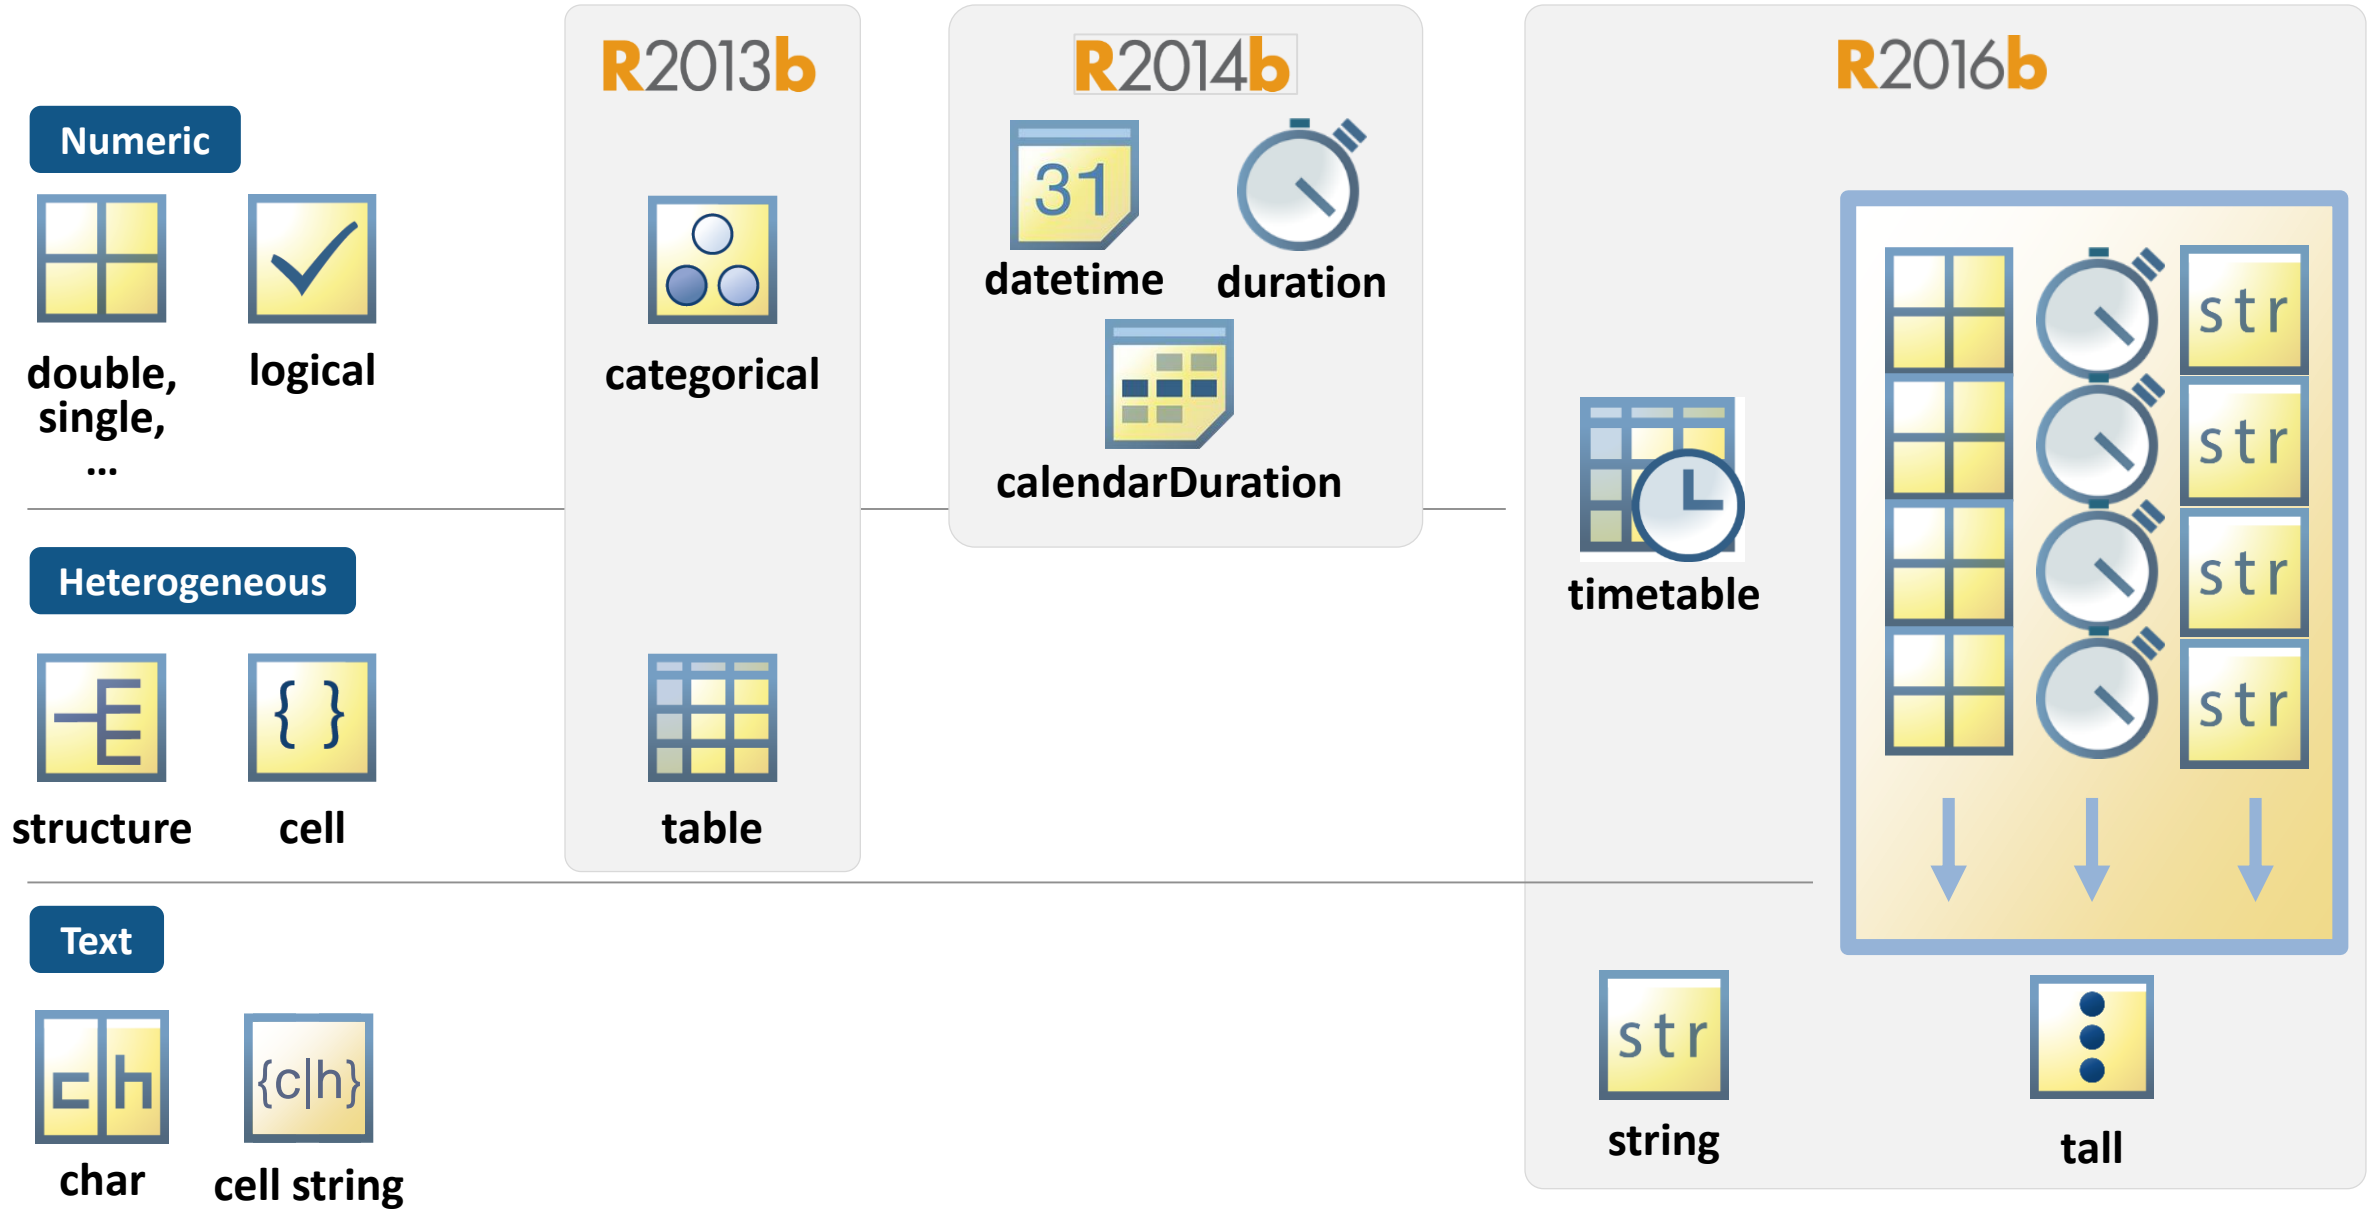 R2013b
R2014b
R2016b
Numeric
31
double,
single,
...
logical
categorical
datetime
duration
calendarDuration
str
str
str
str
timetable
Heterogeneous
{ }
structure
cell
table
Text
ch
{c|h}
str
char
cell string
string
tall